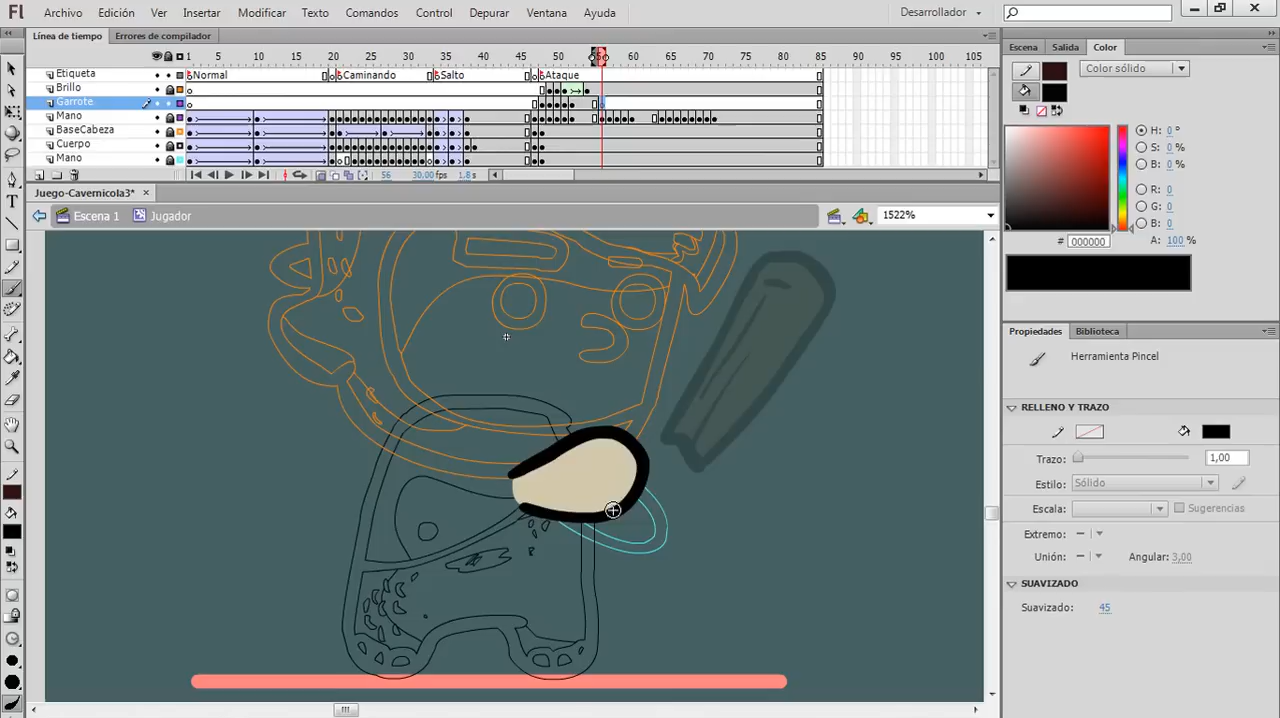 Fl Archivo Edición Ver Insertar Modificar Texto Comandos Control Depurar Ventana Ayuda Desarrollador
Línea de tiempo Errores de compilador
Escena Salida Color
1 5 10 15 20 25 30 35 40 45 50 55 60 65 70 75 80 85 90 95 100 105
Color sólido
Etiqueta Normal Caminando Salto Ataque
Brillo
Garrote
Mano
BaseCabeza
Cuerpo
Mano
56 30.00 fps 1.8 s
Juego-Cavernicola3* ×
Escena 1 Jugador 1522%
H: 0 °
S: 0 %
B: 0 %
R: 0
G: 0
B: 0
# 000000 A: 100 %
Propiedades Biblioteca
Herramienta Pincel
RELLENO Y TRAZO
Trazo: 1,00
Estilo: Sólido
Escala: Sugerencias
Extremo:
Unión: Angular: 3,00
SUAVIZADO
Suavizado: 45